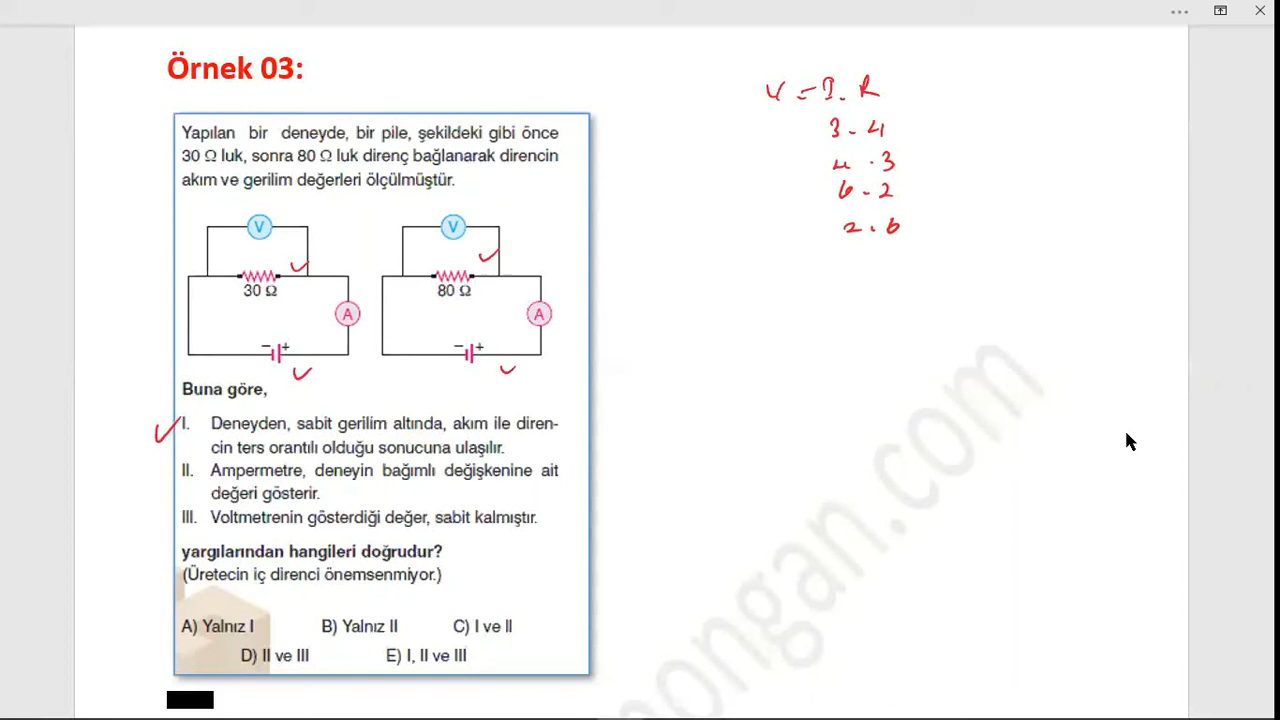 Örnek 03:
V = I . R
3 . 4
4 . 3
6 . 2
2 . 6
Yapılan bir deneyde, bir pile, şekildeki gibi önce
30 Ω luk, sonra 80 Ω luk direnç bağlanarak direncin
akım ve gerilim değerleri ölçülmüştür.
V V
30 Ω 80 Ω
A A
− + − +
Buna göre,
I. Deneyden, sabit gerilim altında, akım ile diren-
cin ters orantılı olduğu sonucuna ulaşılır.
II. Ampermetre, deneyin bağımlı değişkenine ait
değeri gösterir.
III. Voltmetrenin gösterdiği değer, sabit kalmıştır.
yargılarından hangileri doğrudur?
(Üretecin iç direnci önemsenmiyor.)
A) Yalnız I B) Yalnız II C) I ve II
D) II ve III E) I, II ve III
ongan.com